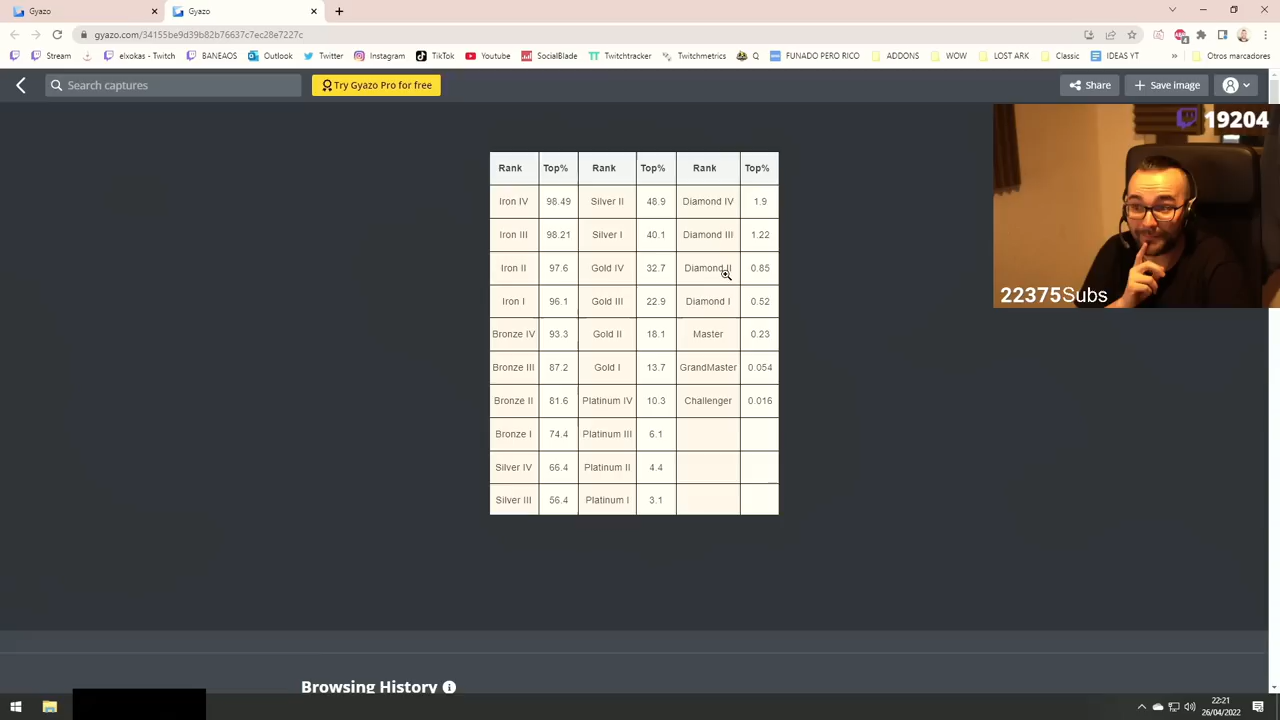 Gyazo
Gyazo
gyazo.com/34155be9d39b82b76637c7ec28e7227c
Stream
elxokas - Twitch
BANEAOS
Outlook
Twitter
Instagram
TikTok
Youtube
SocialBlade
Twitchtracker
Twitchmetrics
Q
FUNADO PERO RICO
ADDONS
WOW
LOST ARK
Classic
IDEAS YT
Otros marcadores
Search captures
Try Gyazo Pro for free
Share
Save image
19204
22375Subs
Rank Top% Rank Top% Rank Top%
Iron IV 98.49 Silver II 48.9 Diamond IV 1.9
Iron III 98.21 Silver I 40.1 Diamond III 1.22
Iron II 97.6 Gold IV 32.7 Diamond II 0.85
Iron I 96.1 Gold III 22.9 Diamond I 0.52
Bronze IV 93.3 Gold II 18.1 Master 0.23
Bronze III 87.2 Gold I 13.7 GrandMaster 0.054
Bronze II 81.6 Platinum IV 10.3 Challenger 0.016
Bronze I 74.4 Platinum III 6.1
Silver IV 66.4 Platinum II 4.4
Silver III 56.4 Platinum I 3.1
Browsing History
22:21
26/04/2022